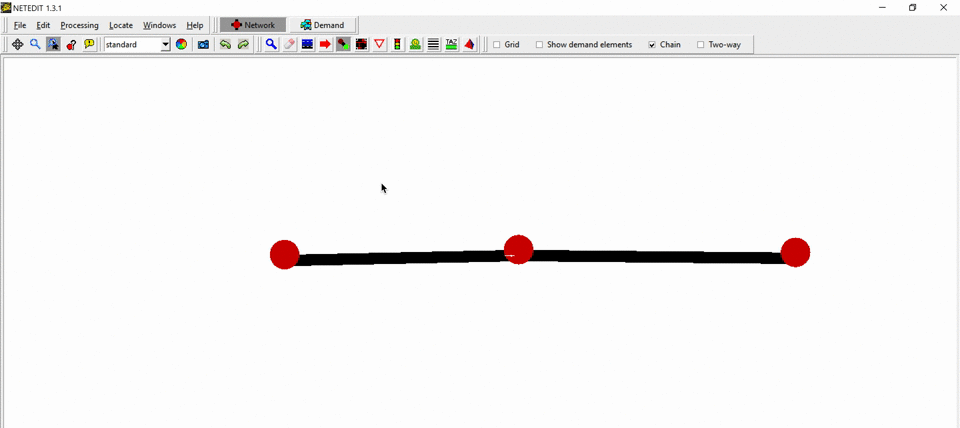 NETEDIT 1.3.1
File Edit Processing Locate Windows Help Network Demand
standard TAZ Grid Show demand elements Chain Two-way